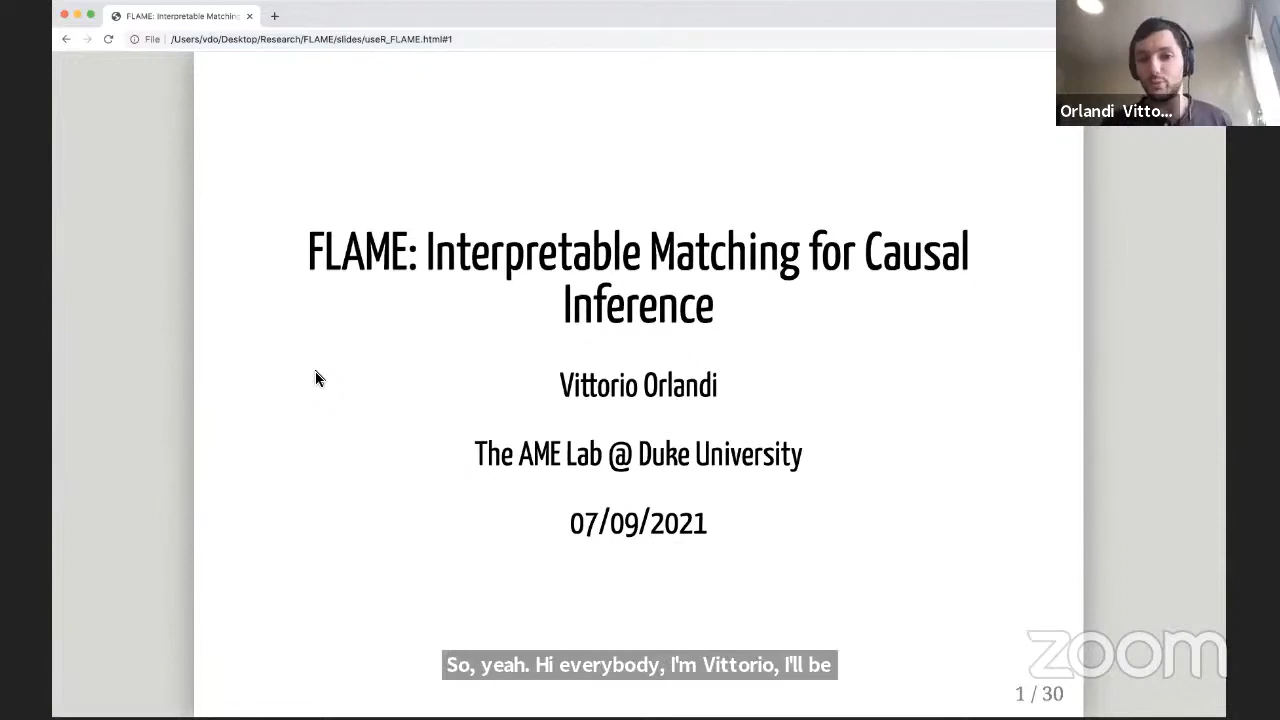 FLAME: Interpretable Matching
File
/Users/vdo/Desktop/Research/FLAME/slides/useR_FLAME.html#1
Orlandi Vitto...
FLAME: Interpretable Matching for Causal
Inference
Vittorio Orlandi
The AME Lab @ Duke University
07/09/2021
So, yeah. Hi everybody, I'm Vittorio, I'll be
zoom
1 / 30